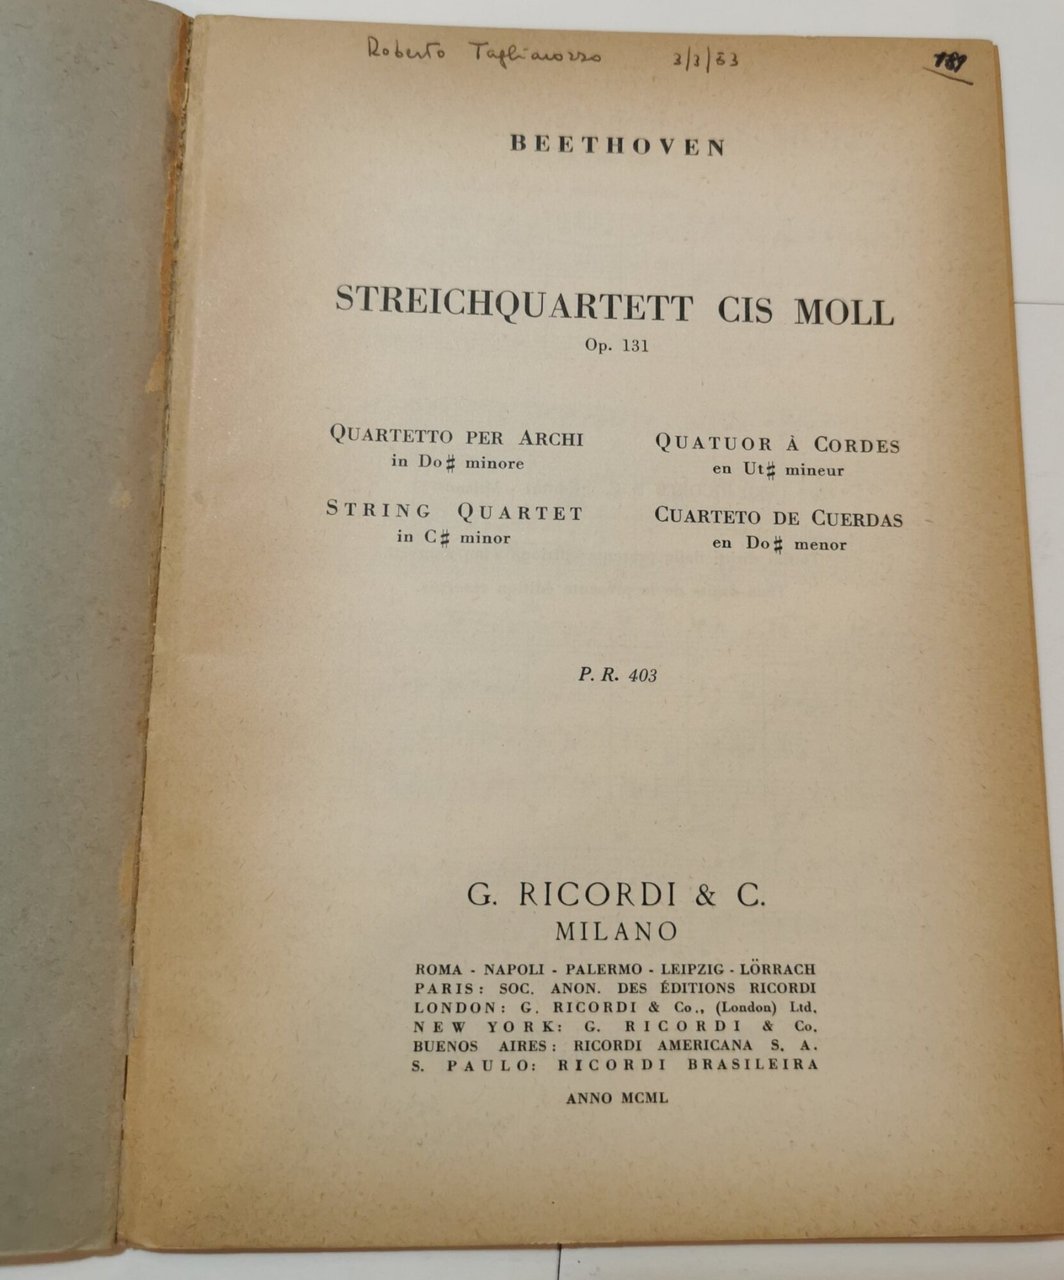 Roberto Tagliacozzo 3/3/53 189
BEETHOVEN
STREICHQUARTETT CIS MOLL
Op. 131
QUARTETTO PER ARCHI
in Do♯ minore
QUATUOR À CORDES
en Ut♯ mineur
STRING QUARTET
in C♯ minor
CUARTETO DE CUERDAS
en Do♯ menor
P. R. 403
G. RICORDI & C.
MILANO
ROMA - NAPOLI - PALERMO - LEIPZIG - LÖRRACH
PARIS: SOC. ANON. DES ÉDITIONS RICORDI
LONDON: G. RICORDI & Co., (London) Ltd.
NEW YORK: G. RICORDI & Co.
BUENOS AIRES: RICORDI AMERICANA S. A.
S. PAULO: RICORDI BRASILEIRA
ANNO MCML